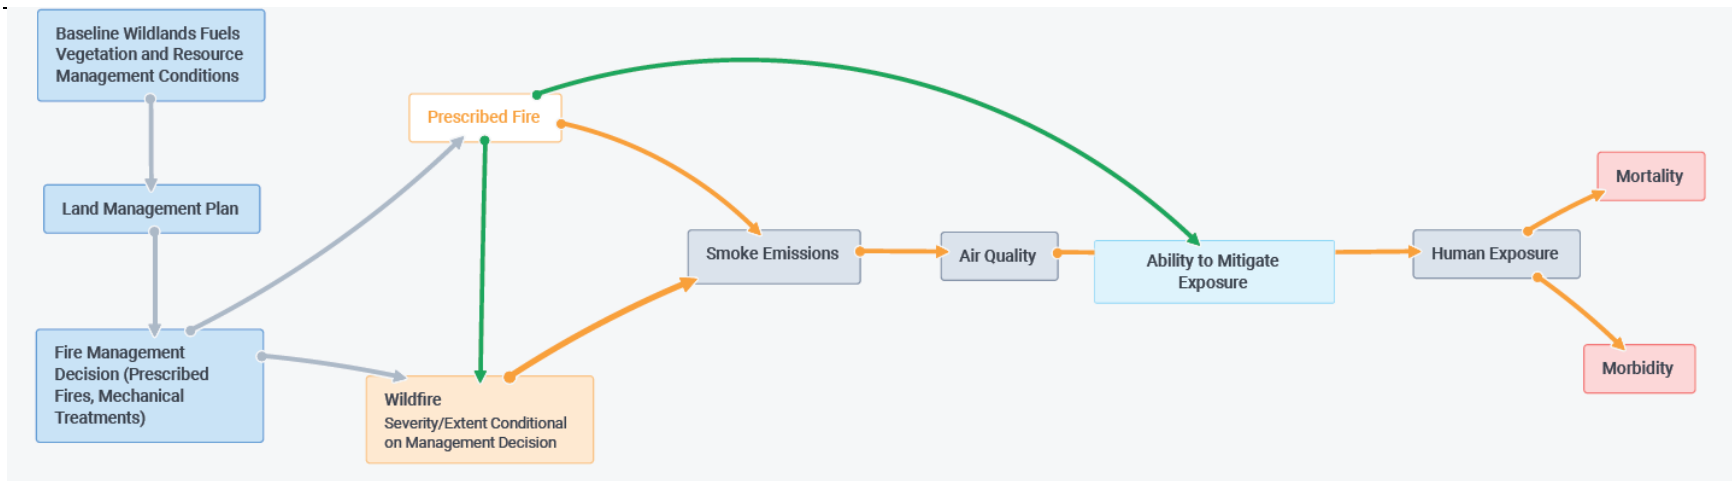 Baseline Wildlands Fuels
Vegetation and Resource
Management Conditions
Land Management Plan
Fire Management
Decision (Prescribed
Fires, Mechanical
Treatments)
Prescribed Fire
Wildfire
Severity/Extent Conditional
on Management Decision
Smoke Emissions
Air Quality
Ability to Mitigate
Exposure
Human Exposure
Mortality
Morbidity